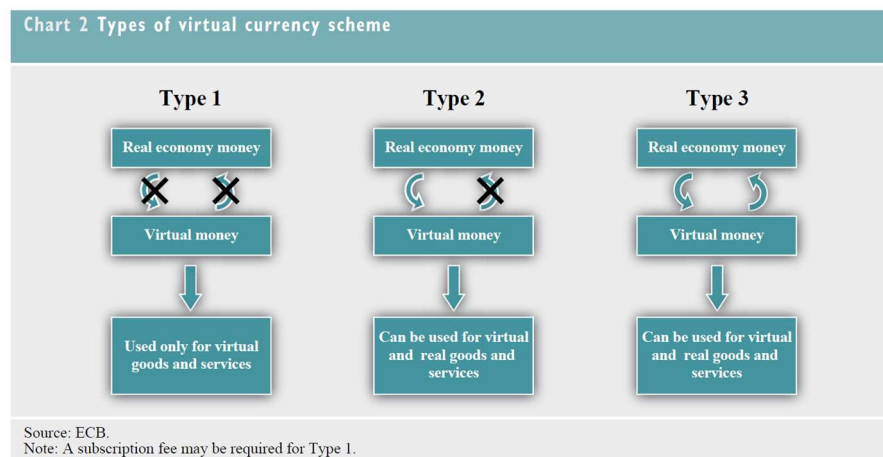 Chart 2 Types of virtual currency scheme
Type 1
Real economy money
Virtual money
Used only for virtual
goods and services
Type 2
Real economy money
Virtual money
Can be used for virtual
and real goods and
services
Type 3
Real economy money
Virtual money
Can be used for virtual
and real goods and
services
Source: ECB.
Note: A subscription fee may be required for Type 1.